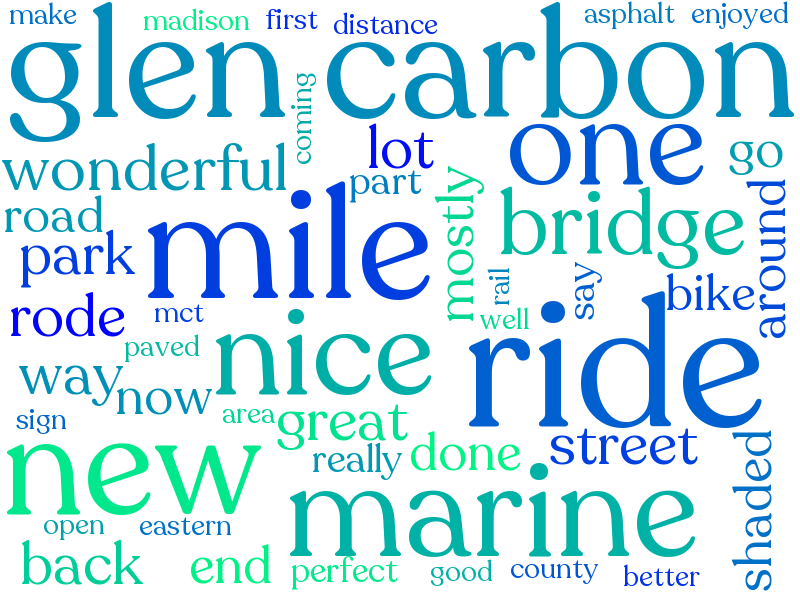 make madison first distance asphalt enjoyed
glen carbon
coming
wonderful lot one go
part
road mostly bridge around
park mile
rail say bike
rode mct well
paved nice ride
way now
sign area great
new really done street
marine shaded
open eastern
back end perfect good county better